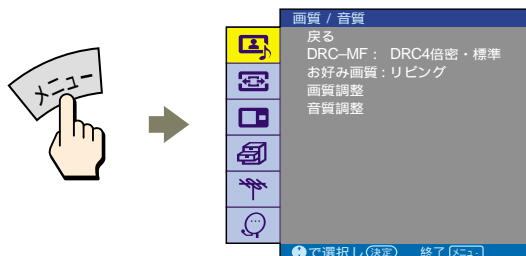 メニュー
画質 / 音質
戻る
DRC–MF： DRC4倍密・標準
お好み画質：リビング
画質調整
音質調整
で選択し 決定 終了 メニュー